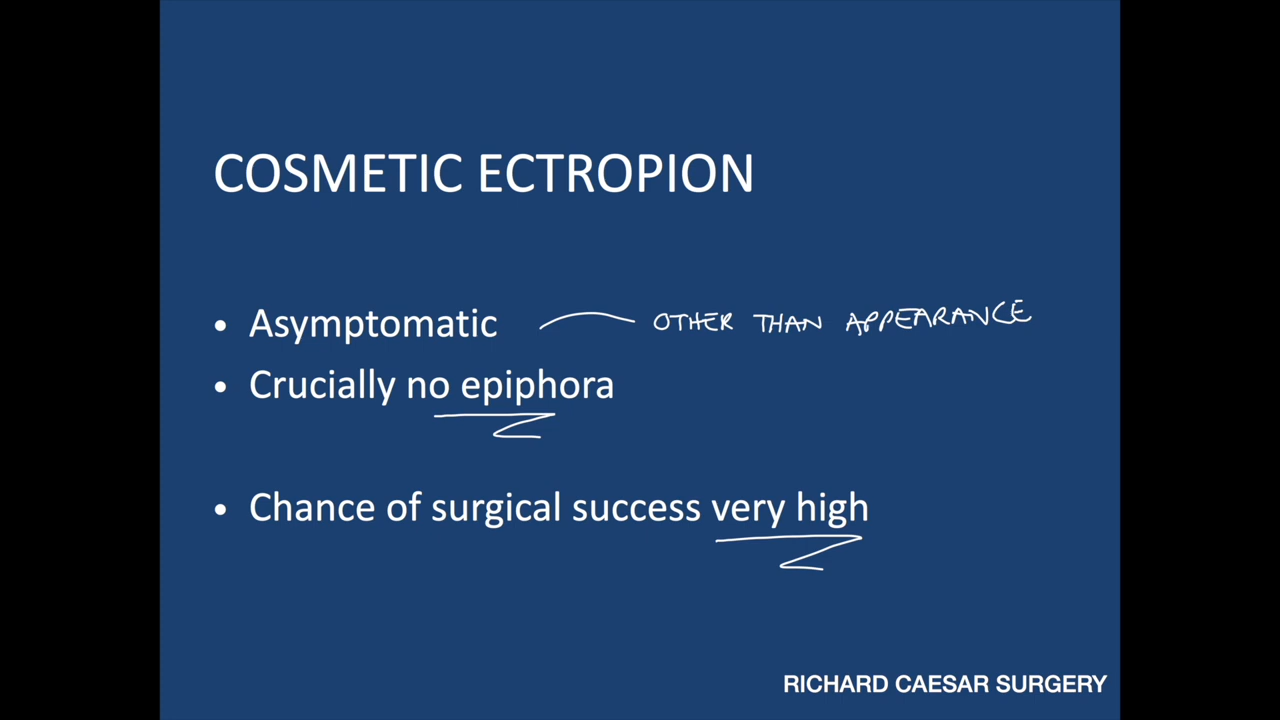 COSMETIC ECTROPION
• Asymptomatic OTHER THAN APPEARANCE
• Crucially no epiphora
• Chance of surgical success very high
RICHARD CAESAR SURGERY